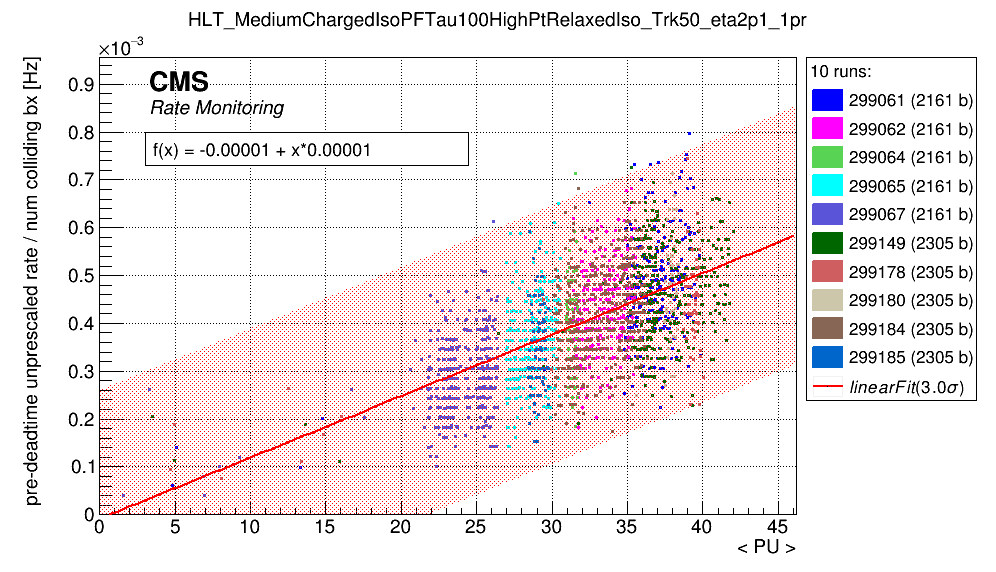 HLT_MediumChargedIsoPFTau100HighPtRelaxedIso_Trk50_eta2p1_1pr
×10⁻³
CMS
Rate Monitoring
f(x) = -0.00001 + x*0.00001
pre-deadtime unprescaled rate / num colliding bx [Hz]
0.9
0.8
0.7
0.6
0.5
0.4
0.3
0.2
0.1
0
0 5 10 15 20 25 30 35 40 45
< PU >
10 runs:
299061 (2161 b)
299062 (2161 b)
299064 (2161 b)
299065 (2161 b)
299067 (2161 b)
299149 (2305 b)
299178 (2305 b)
299180 (2305 b)
299184 (2305 b)
299185 (2305 b)
linearFit(3.0σ)